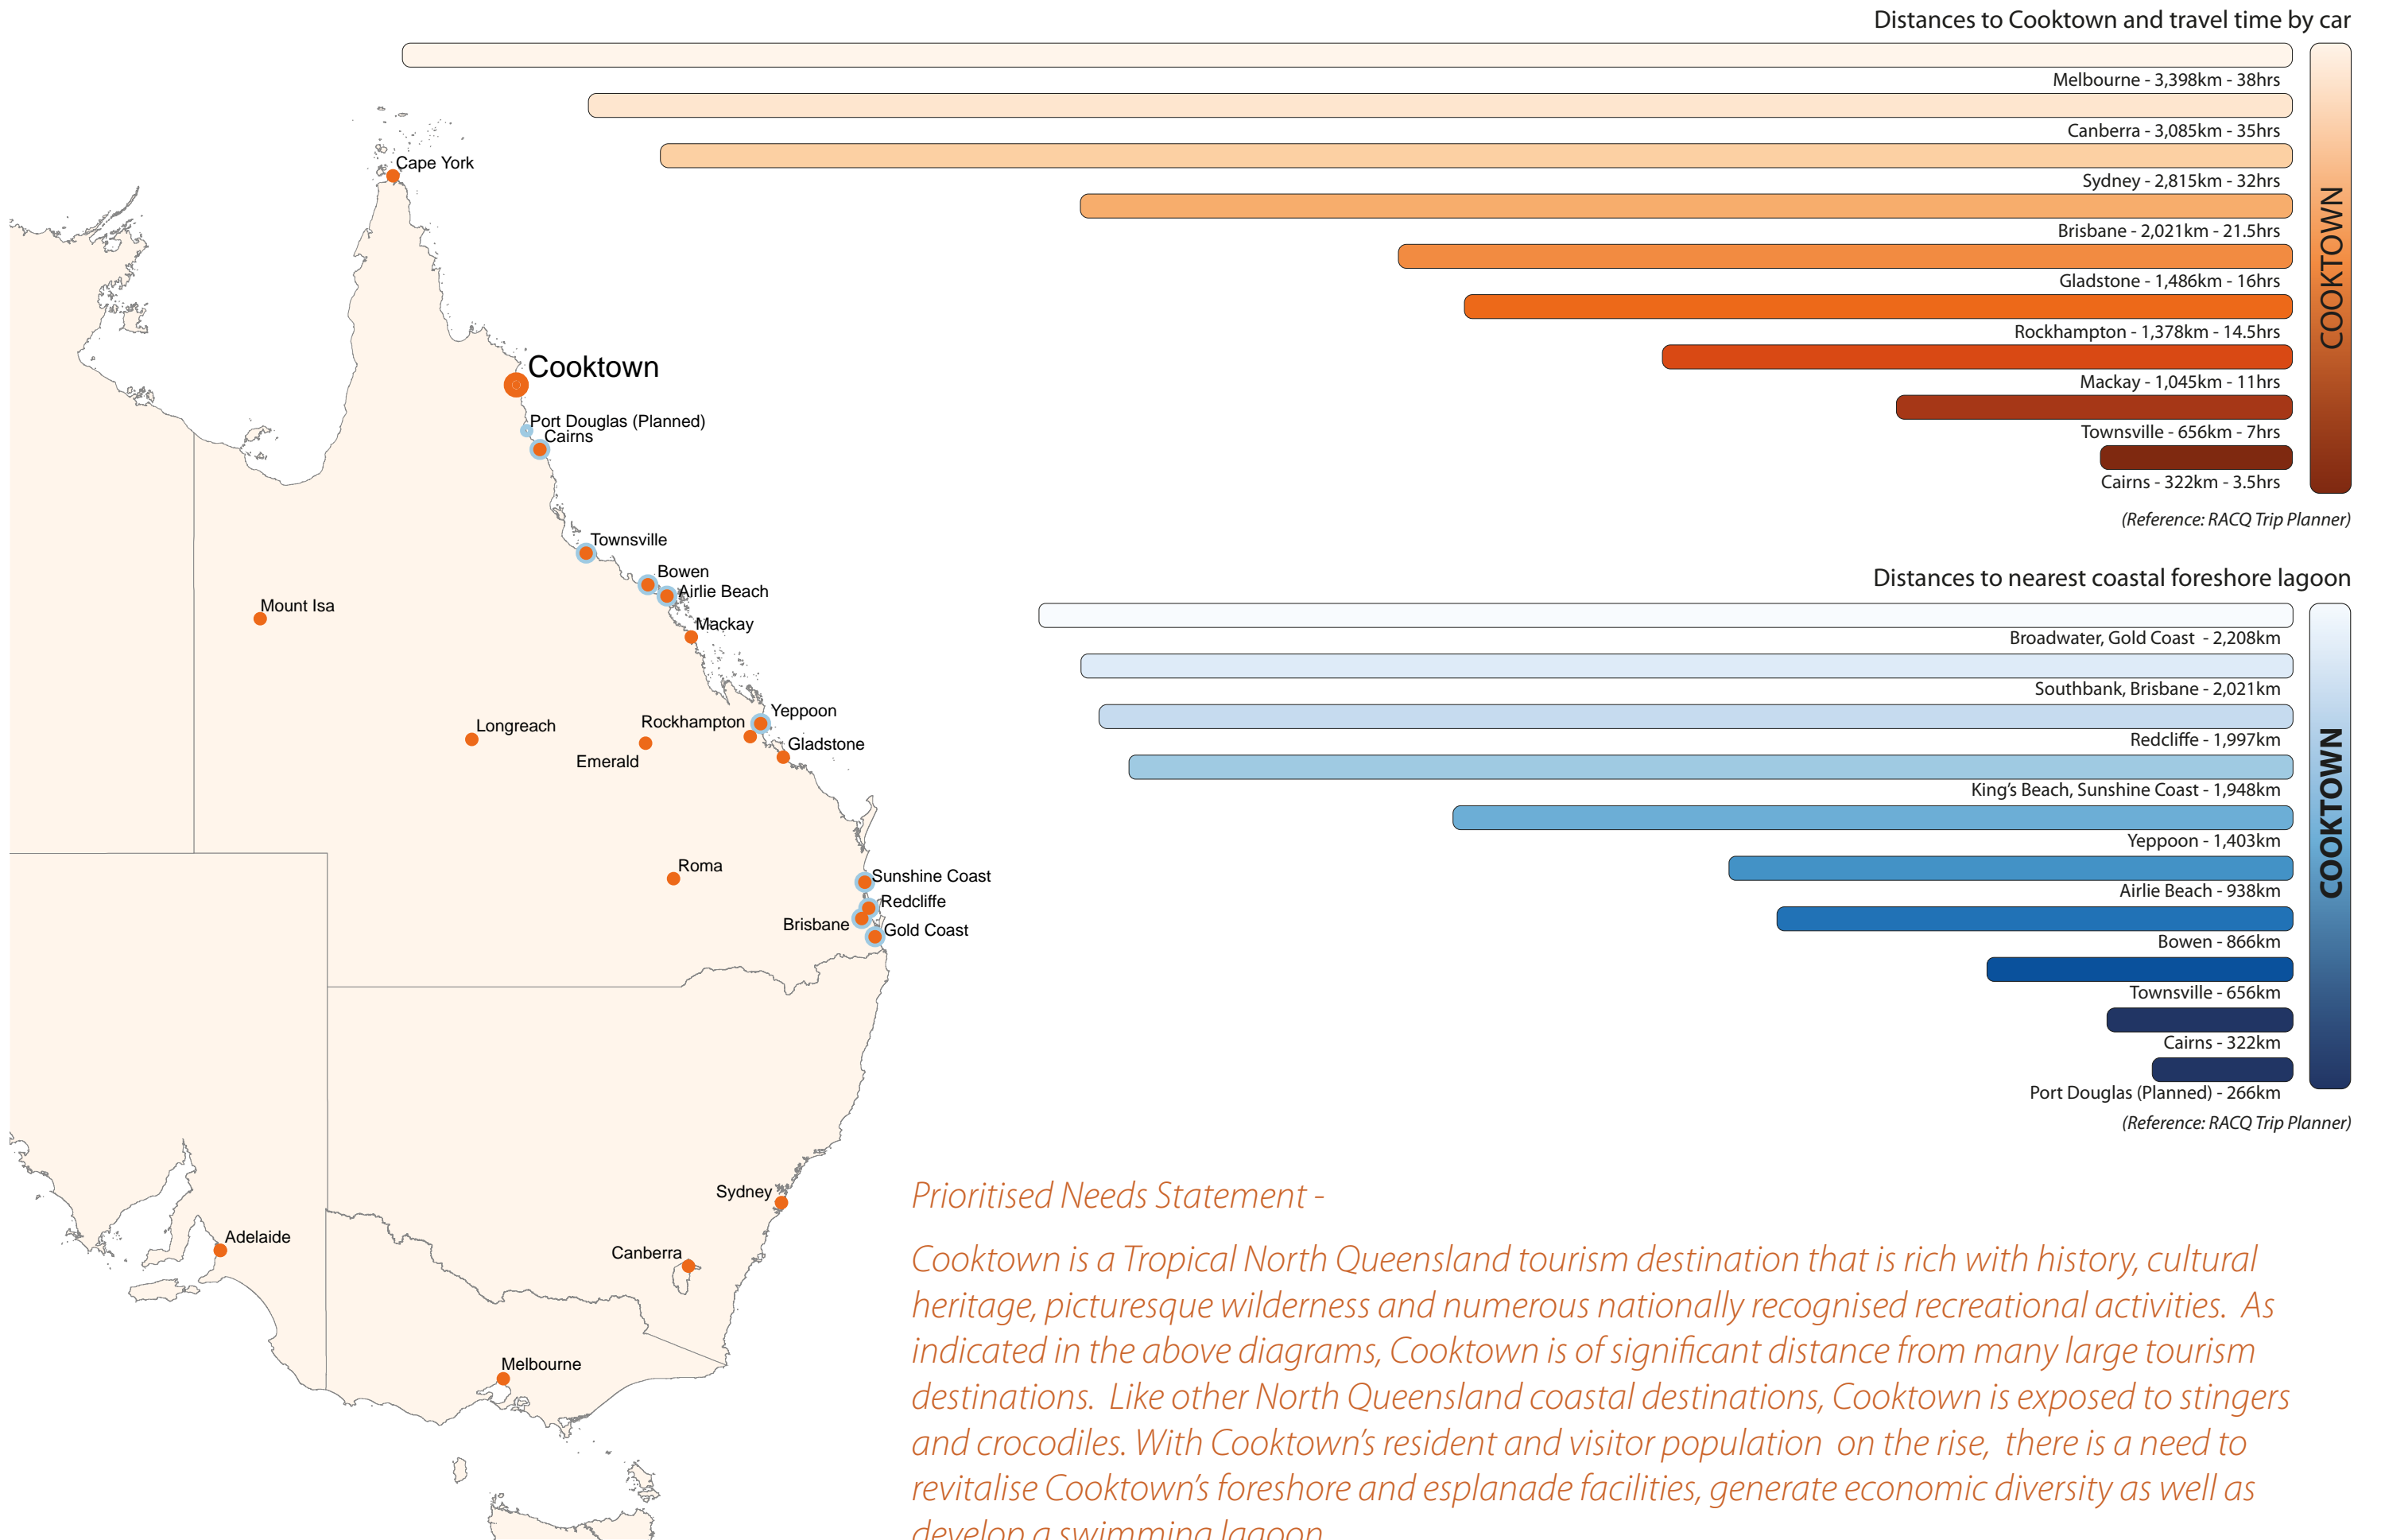 Distances to Cooktown and travel time by car
Melbourne - 3,398km - 38hrs
Canberra - 3,085km - 35hrs
Sydney - 2,815km - 32hrs
Brisbane - 2,021km - 21.5hrs
Gladstone - 1,486km - 16hrs
Rockhampton - 1,378km - 14.5hrs
Mackay - 1,045km - 11hrs
Townsville - 656km - 7hrs
Cairns - 322km - 3.5hrs
COOKTOWN
(Reference: RACQ Trip Planner)
Distances to nearest coastal foreshore lagoon
Broadwater, Gold Coast  - 2,208km
Southbank, Brisbane - 2,021km
Redcliffe - 1,997km
King’s Beach, Sunshine Coast - 1,948km
Yeppoon - 1,403km
Airlie Beach - 938km
Bowen - 866km
Townsville - 656km
Cairns - 322km
Port Douglas (Planned) - 266km
COOKTOWN
(Reference: RACQ Trip Planner)
Cape York
Cooktown
Port Douglas (Planned)
Cairns
Townsville
Bowen
Airlie Beach
Mount Isa
Mackay
Yeppoon
Rockhampton
Longreach
Gladstone
Emerald
Roma
Sunshine Coast
Redcliffe
Brisbane
Gold Coast
Sydney
Adelaide
Canberra
Melbourne
Prioritised Needs Statement -
Cooktown is a Tropical North Queensland tourism destination that is rich with history, cultural
heritage, picturesque wilderness and numerous nationally recognised recreational activities.  As
indicated in the above diagrams, Cooktown is of significant distance from many large tourism
destinations.  Like other North Queensland coastal destinations, Cooktown is exposed to stingers
and crocodiles. With Cooktown’s resident and visitor population  on the rise,  there is a need to
revitalise Cooktown’s foreshore and esplanade facilities, generate economic diversity as well as
develop a swimming lagoon